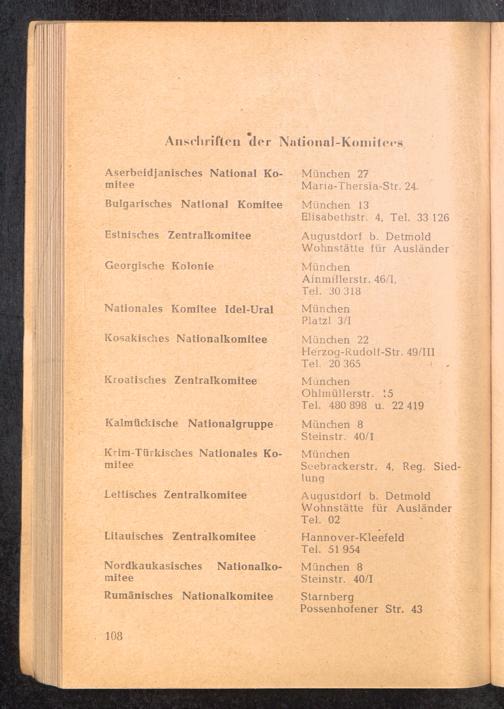 Anschriften der National-Komitees
Aserbeidjanisches National Ko-
mitee
München 27
Maria-Thersia-Str. 24.
Bulgarisches National Komitee
München 13
Elisabethstr. 4, Tel. 33 126
Estnisches Zentralkomitee
Augustdorf b. Detmold
Wohnstätte für Ausländer
Georgische Kolonie
München
Ainmillerstr. 46/I,
Tel. 30 318
Nationales Komitee Idel-Ural
München
Platzl 3/I
Kosakisches Nationalkomitee
München 22
Herzog-Rudolf-Str. 49/III
Tel. 20 365
Kroatisches Zentralkomitee
München
Ohlmüllerstr. 15
Tel. 480 898 u. 22 419
Kalmückische Nationalgruppe
München 8
Steinstr. 40/I
Krim-Türkisches Nationales Ko-
mitee
München
Seebrackerstr. 4, Reg. Sied-
lung
Lettisches Zentralkomitee
Augustdorf b. Detmold
Wohnstätte für Ausländer
Tel. 02
Litauisches Zentralkomitee
Hannover-Kleefeld
Tel. 51 954
Nordkaukasisches Nationalko-
mitee
München 8
Steinstr. 40/I
Rumänisches Nationalkomitee
Starnberg
Possenhofener Str. 43
108